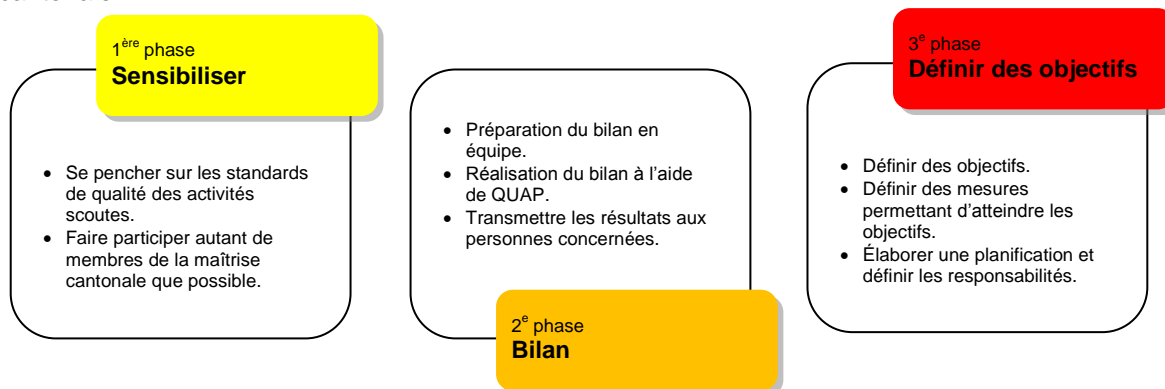 1ère phase
Sensibiliser
• Se pencher sur les standards
de qualité des activités
scoutes.
• Faire participer autant de
membres de la maîtrise
cantonale que possible.
• Préparation du bilan en
équipe.
• Réalisation du bilan à l'aide
de QUAP.
• Transmettre les résultats aux
personnes concernées.
2e phase
Bilan
3e phase
Définir des objectifs
• Définir des objectifs.
• Définir des mesures
permettant d'atteindre les
objectifs.
• Élaborer une planification et
définir les responsabilités.